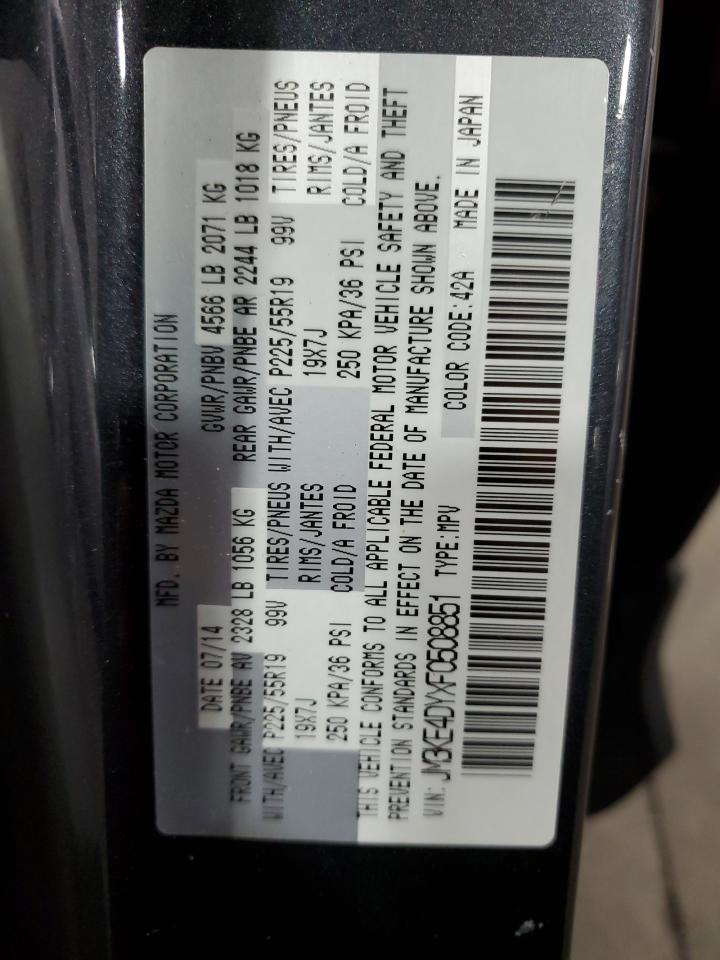 MFD. BY MAZDA MOTOR CORPORATION
DATE 07/14 GVWR/PNBV 4566 LB 2071 KG
FRONT GAWR/PNBE AV 2328 LB 1056 KG REAR GAWR/PNBE AR 2244 LB 1018 KG
WITH/AVEC P225/55R19 99V TIRES/PNEUS WITH/AVEC P225/55R19 99V TIRES/PNEUS
19X7J RIMS/JANTES 19X7J RIMS/JANTES
250 KPA/36 PSI COLD/A FROID 250 KPA/36 PSI COLD/A FROID
THIS VEHICLE CONFORMS TO ALL APPLICABLE FEDERAL MOTOR VEHICLE SAFETY AND THEFT
PREVENTION STANDARDS IN EFFECT ON THE DATE OF MANUFACTURE SHOWN ABOVE.
VIN: JM3KE4DYXF0508851 TYPE:MPV COLOR CODE:42A MADE IN JAPAN